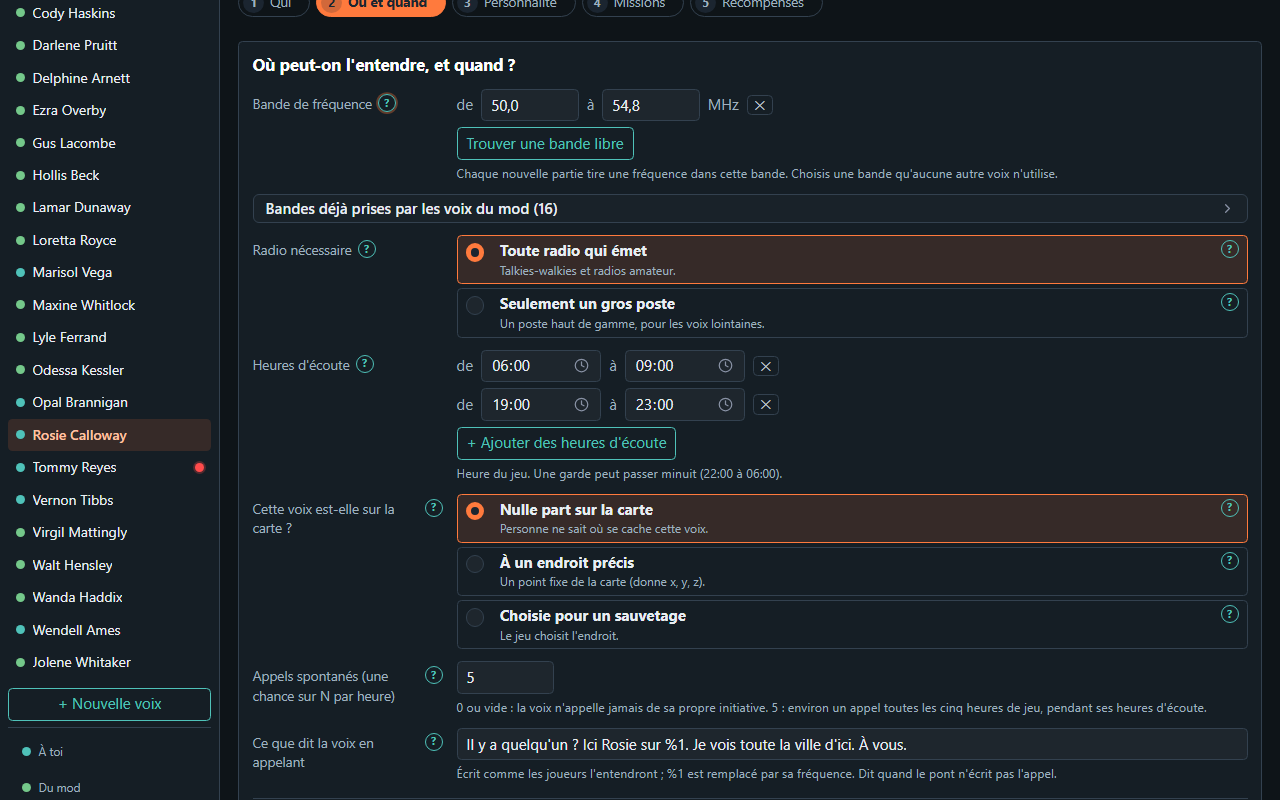 1 Qui 2 Où et quand 3 Personnalité 4 Missions 5 Récompenses
Cody Haskins
Darlene Pruitt
Delphine Arnett
Ezra Overby
Gus Lacombe
Hollis Beck
Lamar Dunaway
Loretta Royce
Marisol Vega
Maxine Whitlock
Lyle Ferrand
Odessa Kessler
Opal Brannigan
Rosie Calloway
Tommy Reyes
Vernon Tibbs
Virgil Mattingly
Walt Hensley
Wanda Haddix
Wendell Ames
Jolene Whitaker
+ Nouvelle voix
À toi
Du mod
Où peut-on l'entendre, et quand ?
Bande de fréquence ? de 50,0 à 54,8 MHz ×
Trouver une bande libre
Chaque nouvelle partie tire une fréquence dans cette bande. Choisis une bande qu'aucune autre voix n'utilise.
Bandes déjà prises par les voix du mod (16)
Radio nécessaire ?
Toute radio qui émet ?
Talkies-walkies et radios amateur.
Seulement un gros poste ?
Un poste haut de gamme, pour les voix lointaines.
Heures d'écoute ? de 06:00 à 09:00 ×
de 19:00 à 23:00 ×
+ Ajouter des heures d'écoute
Heure du jeu. Une garde peut passer minuit (22:00 à 06:00).
Cette voix est-elle sur la
carte ? ?
Nulle part sur la carte ?
Personne ne sait où se cache cette voix.
À un endroit précis ?
Un point fixe de la carte (donne x, y, z).
Choisie pour un sauvetage ?
Le jeu choisit l'endroit.
Appels spontanés (une
chance sur N par heure) ? 5
0 ou vide : la voix n'appelle jamais de sa propre initiative. 5 : environ un appel toutes les cinq heures de jeu, pendant ses heures d'écoute.
Ce que dit la voix en
appelant ? Il y a quelqu'un ? Ici Rosie sur %1. Je vois toute la ville d'ici. À vous.
Écrit comme les joueurs l'entendront ; %1 est remplacé par sa fréquence. Dit quand le pont n'écrit pas l'appel.